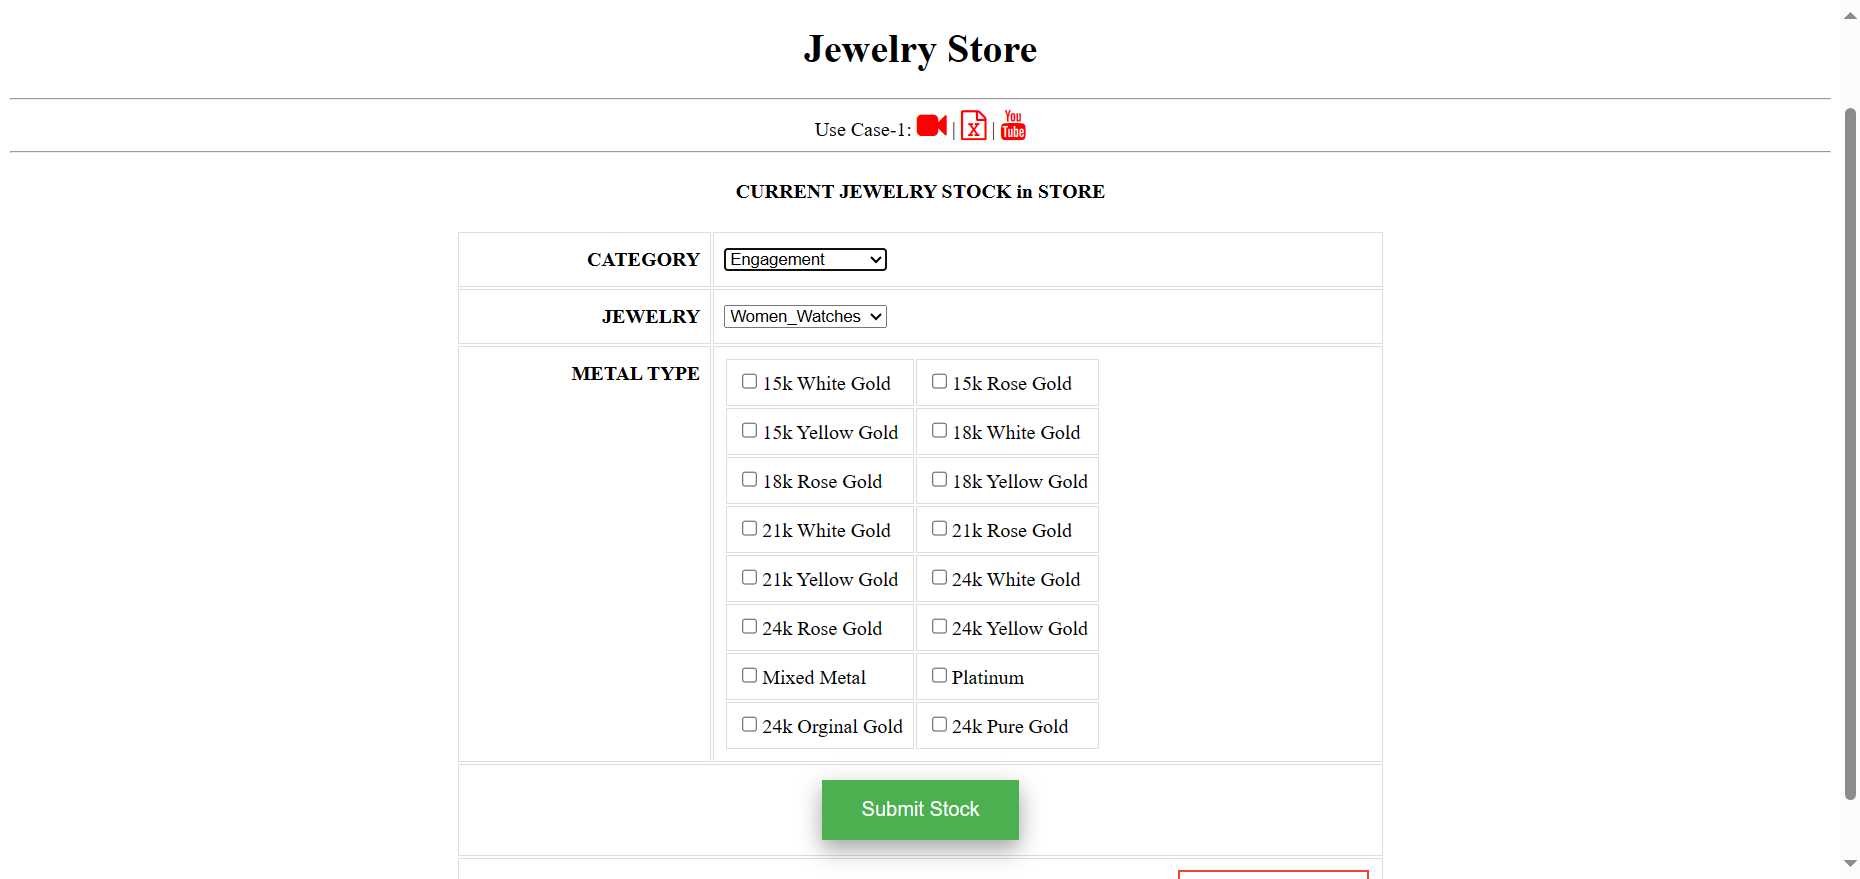 Jewelry Store
Use Case-1: | X | You Tube
CURRENT JEWELRY STOCK in STORE
CATEGORY Engagement
JEWELRY Women_Watches
METAL TYPE 15k White Gold 15k Rose Gold
15k Yellow Gold 18k White Gold
18k Rose Gold 18k Yellow Gold
21k White Gold 21k Rose Gold
21k Yellow Gold 24k White Gold
24k Rose Gold 24k Yellow Gold
Mixed Metal Platinum
24k Orginal Gold 24k Pure Gold
Submit Stock